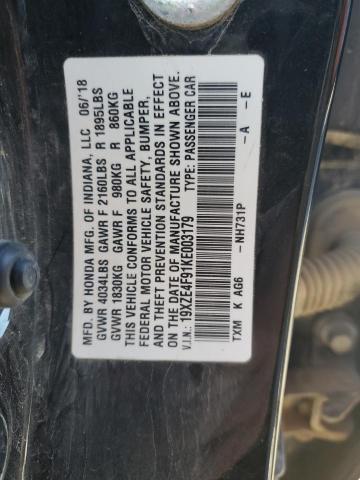 MFD. BY HONDA MFG. OF INDIANA, LLC 06/'18
GVWR 4034LBS GAWR F 2160LBS R 1895LBS
GVWR 1830KG GAWR F 980KG R 860KG
THIS VEHICLE CONFORMS TO ALL APPLICABLE
FEDERAL MOTOR VEHICLE SAFETY, BUMPER,
AND THEFT PREVENTION STANDARDS IN EFFECT
ON THE DATE OF MANUFACTURE SHOWN ABOVE.
V.I.N.: 19XZE4F91KE003179 TYPE: PASSENGER CAR
TXM K AG6 -NH731P -A -E